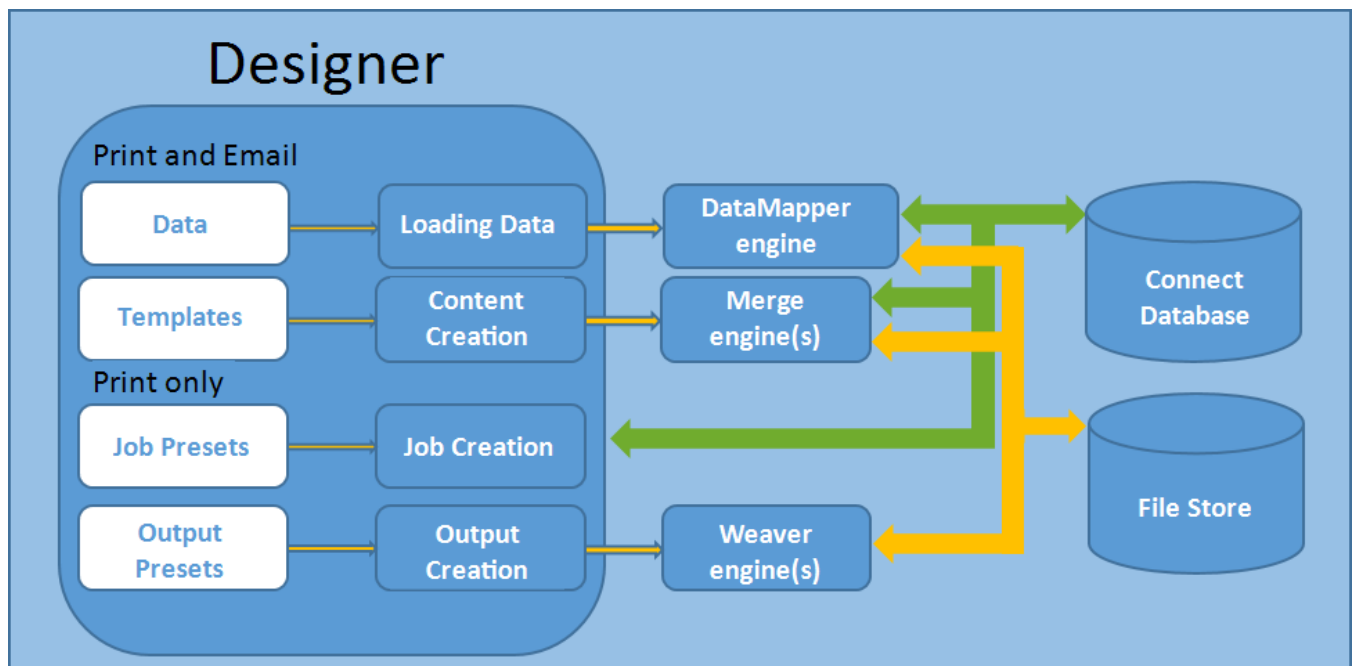 Designer
Print and Email
Data
Loading Data
DataMapper
engine
Templates
Content
Creation
Merge
engine(s)
Connect
Database
Print only
Job Presets
Job Creation
Output
Presets
Output
Creation
Weaver
engine(s)
File Store